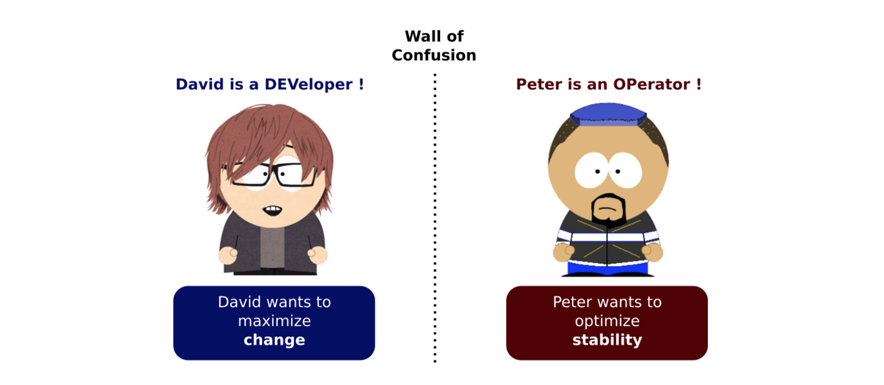 Wall of
Confusion
David is a DEVeloper !
Peter is an OPerator !
David wants to
maximize
change
Peter wants to
optimize
stability